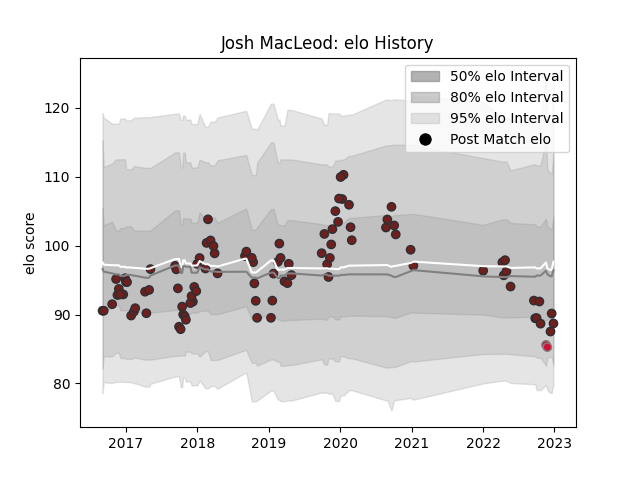 Josh MacLeod: elo History
50% elo Interval
80% elo Interval
95% elo Interval
Post Match elo
elo score
120
110
100
90
80
2017
2018
2019
2020
2021
2022
2023